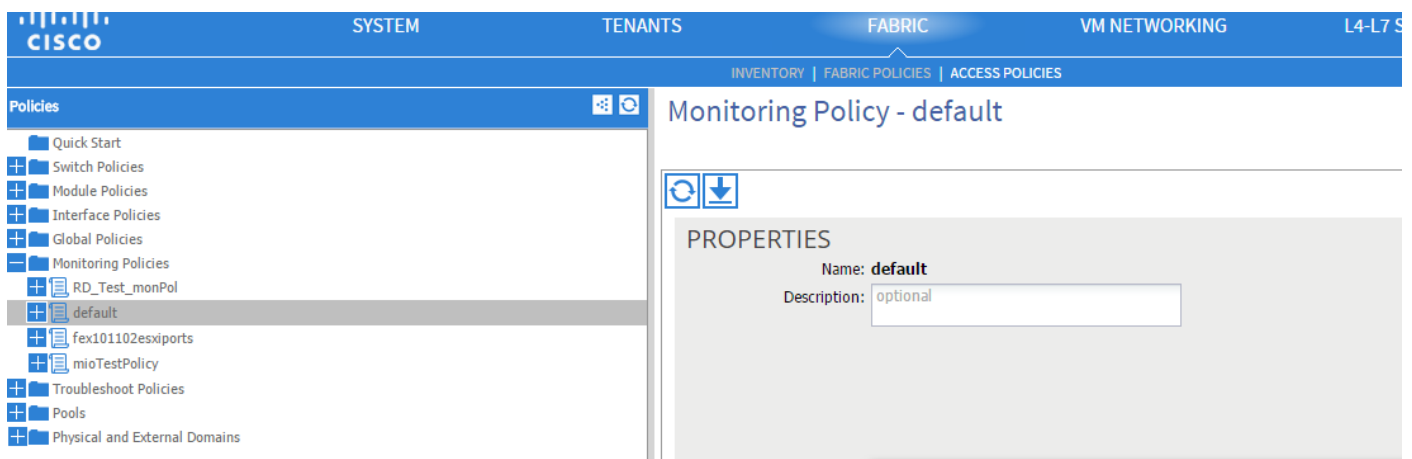 CISCO
SYSTEM TENANTS FABRIC VM NETWORKING L4-L7 S
INVENTORY | FABRIC POLICIES | ACCESS POLICIES
Policies
Quick Start
Switch Policies
Module Policies
Interface Policies
Global Policies
Monitoring Policies
RD_Test_monPol
default
fex101102esxiports
mioTestPolicy
Troubleshoot Policies
Pools
Physical and External Domains
Monitoring Policy - default
PROPERTIES
Name: default
Description: optional